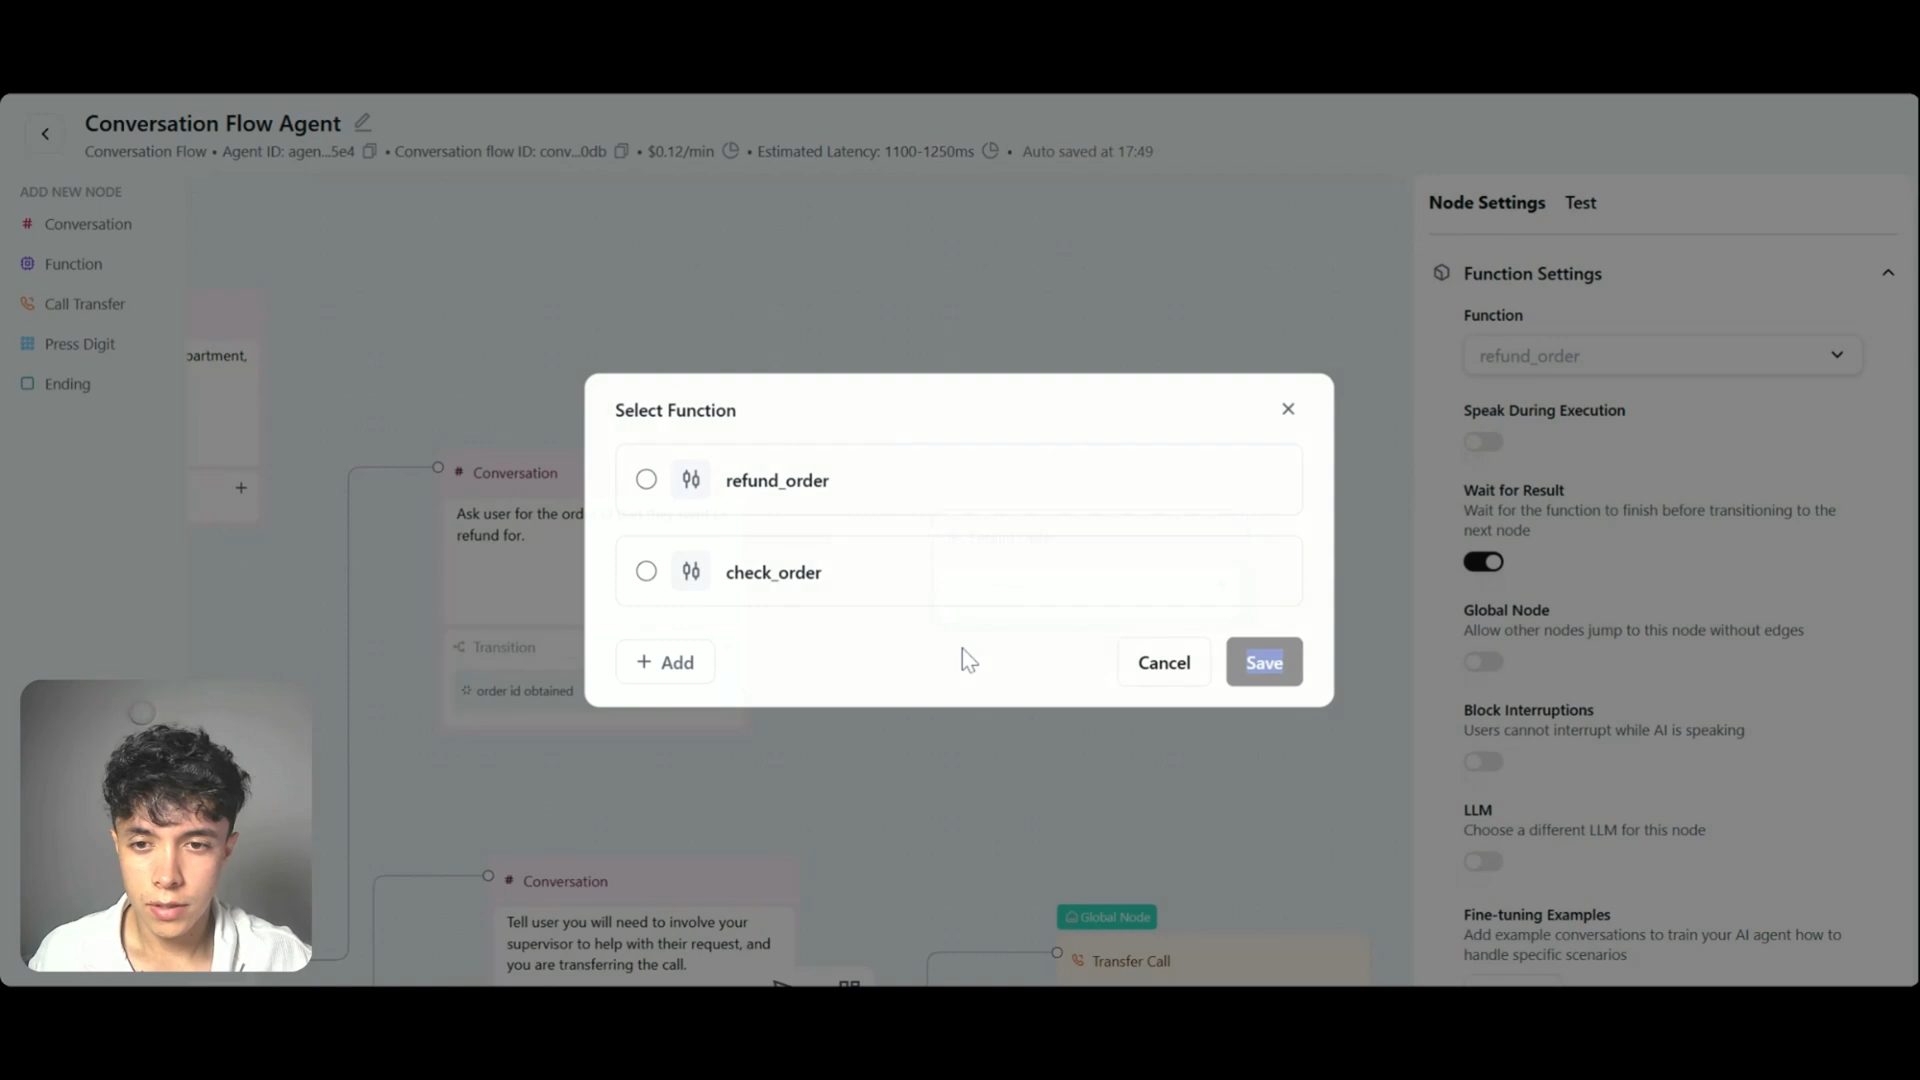 Conversation Flow Agent
Conversation Flow • Agent ID: agen...5e4 • Conversation flow ID: conv...0db • $0.12/min • Estimated Latency: 1100-1250ms • Auto saved at 17:49
ADD NEW NODE
# Conversation
Function
Call Transfer
Press Digit
Ending
partment,
+
# Conversation
Ask user for the
refund for.
Transition
order id obtained
Select Function
refund_order
check_order
+ Add
Cancel
Save
# Conversation
Tell user you will need to involve your
supervisor to help with their request, and
you are transferring the call.
Global Node
Transfer Call
Node Settings
Test
Function Settings
Function
refund_order
Speak During Execution
Wait for Result
Wait for the function to finish before transitioning to the
next node
Global Node
Allow other nodes jump to this node without edges
Block Interruptions
Users cannot interrupt while AI is speaking
LLM
Choose a different LLM for this node
Fine-tuning Examples
Add example conversations to train your AI agent how to
handle specific scenarios